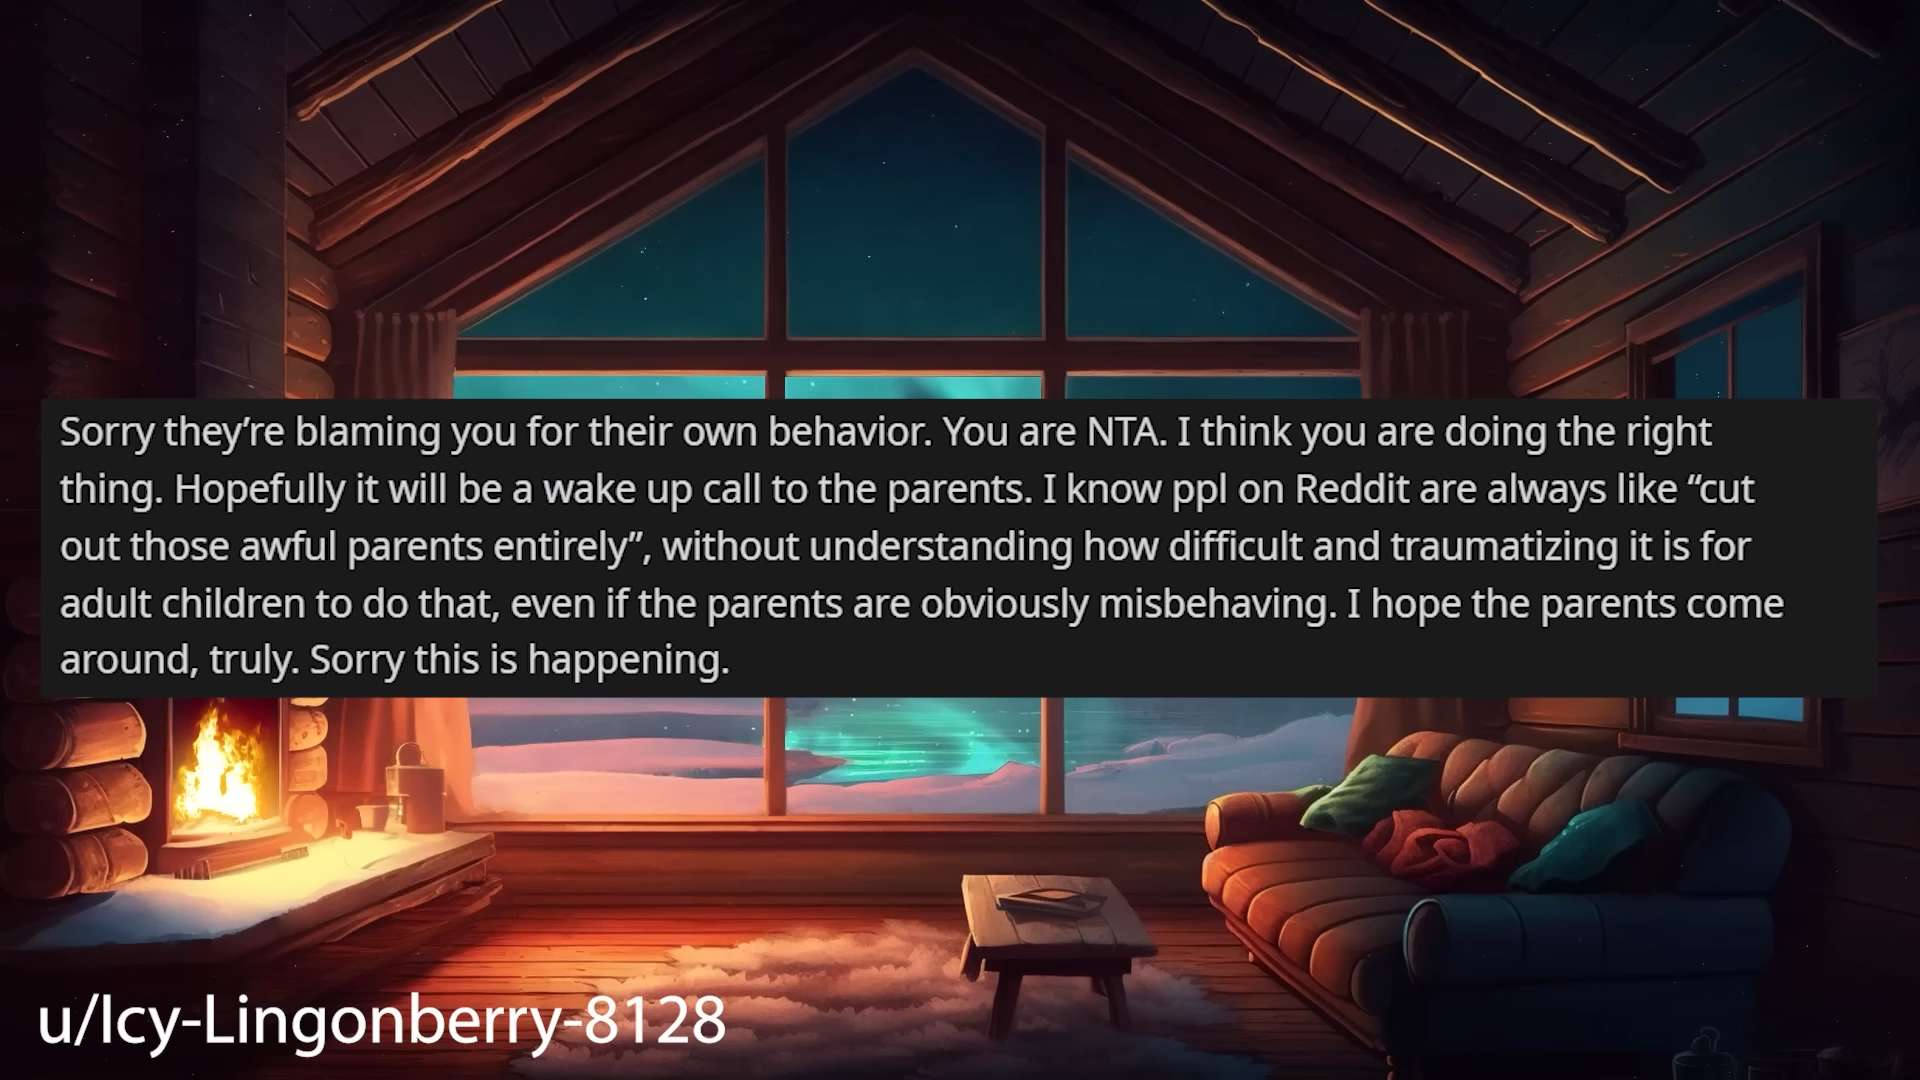 Sorry they’re blaming you for their own behavior. You are NTA. I think you are doing the right
thing. Hopefully it will be a wake up call to the parents. I know ppl on Reddit are always like “cut
out those awful parents entirely”, without understanding how difficult and traumatizing it is for
adult children to do that, even if the parents are obviously misbehaving. I hope the parents come
around, truly. Sorry this is happening.
u/Icy-Lingonberry-8128